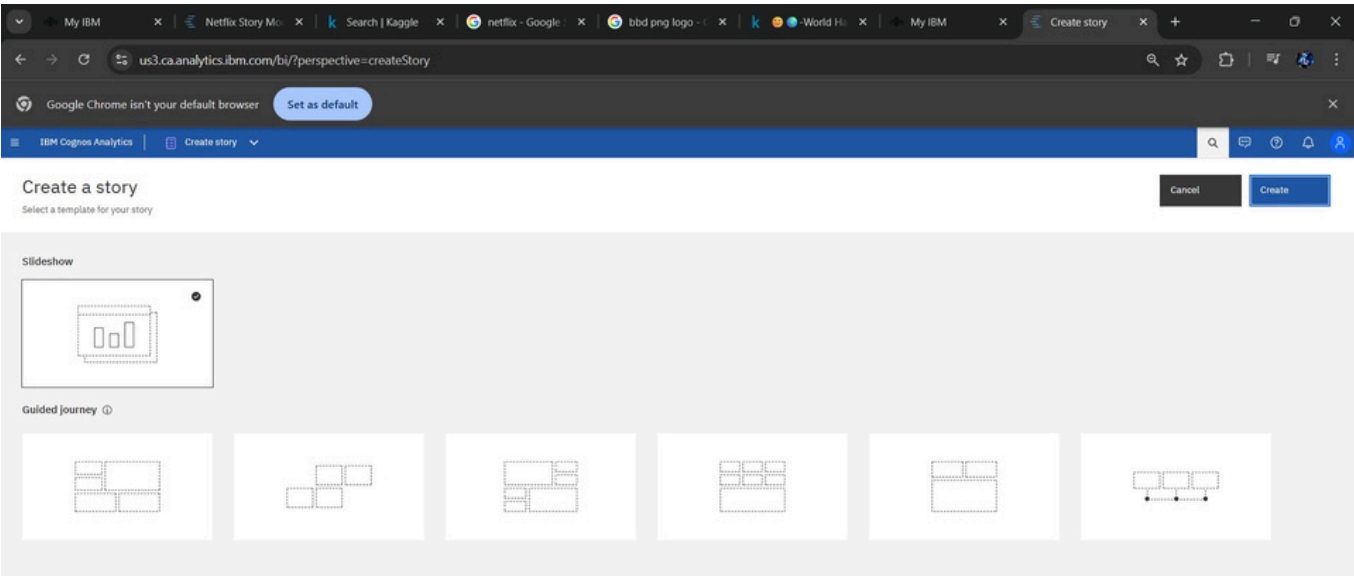 My IBM
Netflix Story Mo
Search | Kaggle
netflix - Google S
bbd png logo - G
-World Ha
My IBM
Create story
us3.ca.analytics.ibm.com/bi/?perspective=createStory
Google Chrome isn't your default browser
Set as default
IBM Cognos Analytics
Create story
Create a story
Select a template for your story
Cancel
Create
Slideshow
Guided journey